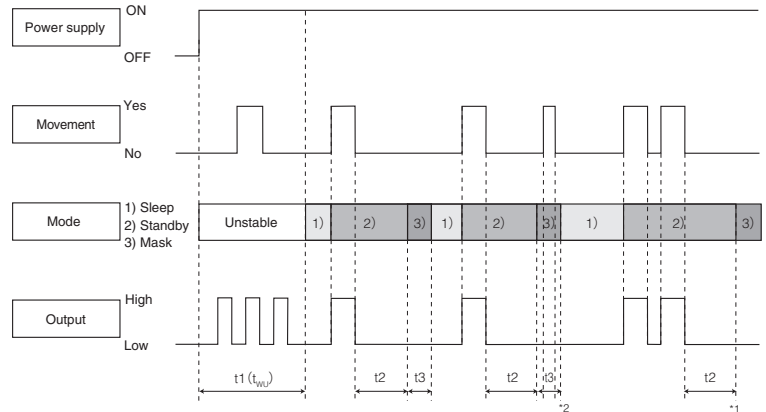 ON
Power supply
OFF
Yes
Movement
No
1) Sleep
Mode 2) Standby Unstable 1) 2) 3) 1) 2) 3) 1) 2) 3)
3) Mask
High
Output
Low
t1 (tWU) t2 t3 t2 t3 t2
*2 *1